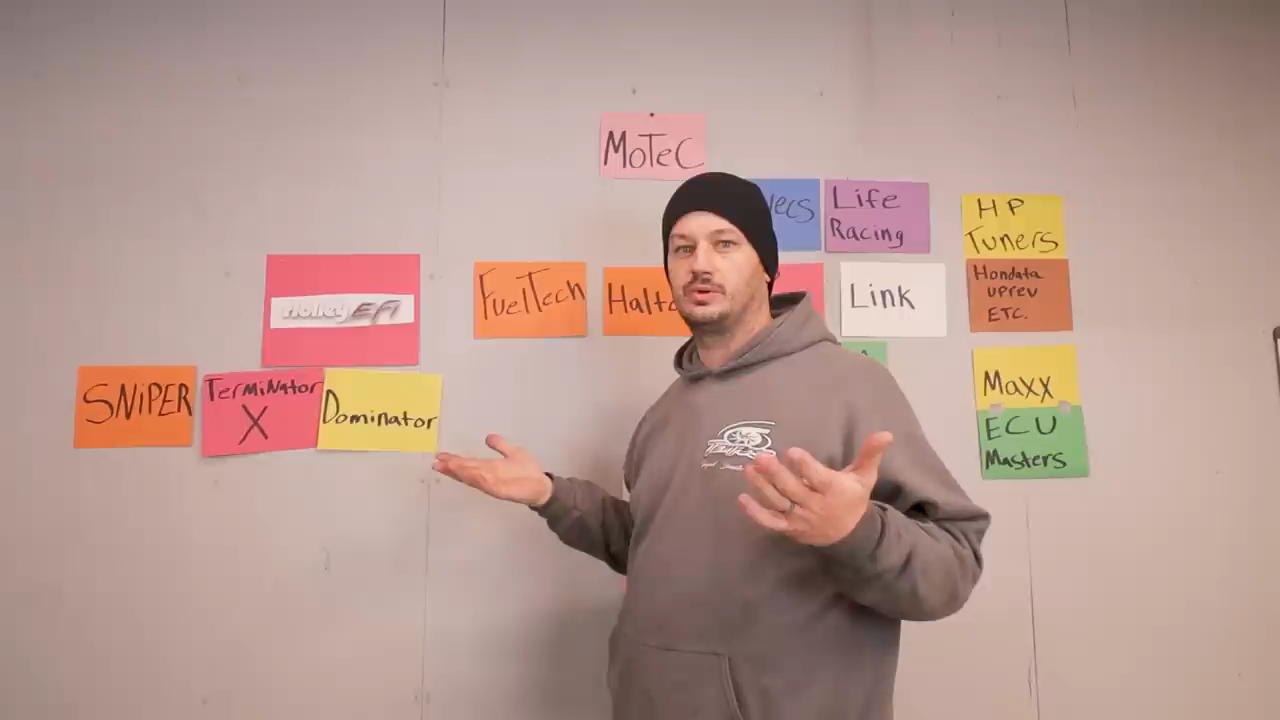 MoTeC
Life
Racing
HP
Tuners
Holley EFI
FuelTech
Link
Hondata
UPREV
ETC.
SNiPER
TermiNator
X
Dominator
Maxx
ECU
Masters